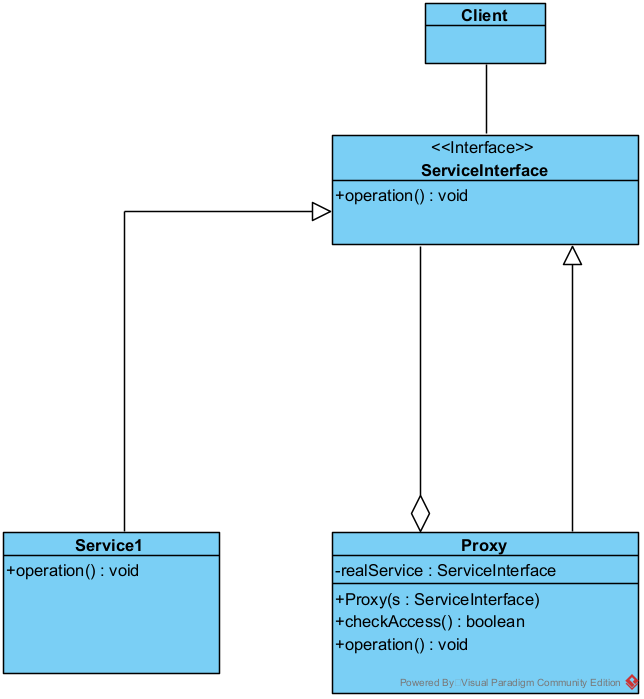 Client
<<Interface>>
ServiceInterface
+operation() : void
Service1
+operation() : void
Proxy
-realService : ServiceInterface
+Proxy(s : ServiceInterface)
+checkAccess() : boolean
+operation() : void
Powered By Visual Paradigm Community Edition